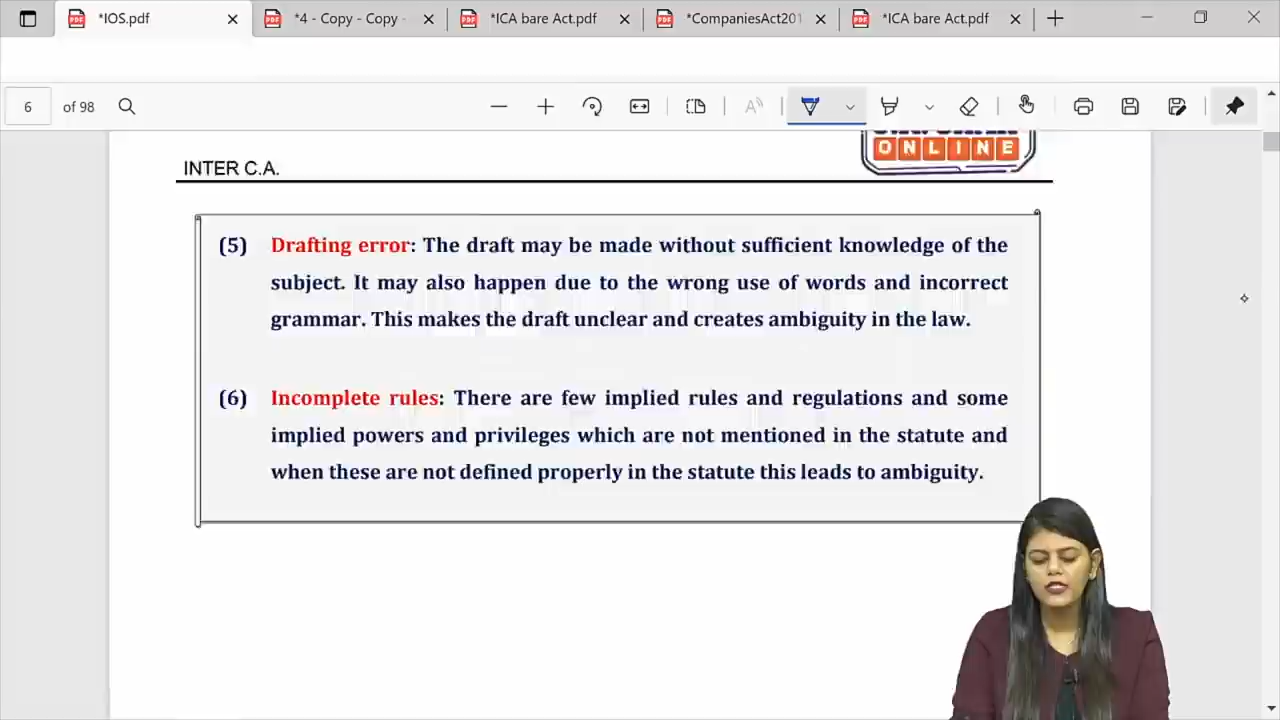 *IOS.pdf
*4 - Copy - Copy -
*ICA bare Act.pdf
*CompaniesAct201
*ICA bare Act.pdf
6 of 98
INTER C.A.
ONLINE
(5) Drafting error: The draft may be made without sufficient knowledge of the
subject. It may also happen due to the wrong use of words and incorrect
grammar. This makes the draft unclear and creates ambiguity in the law.
(6) Incomplete rules: There are few implied rules and regulations and some
implied powers and privileges which are not mentioned in the statute and
when these are not defined properly in the statute this leads to ambiguity.